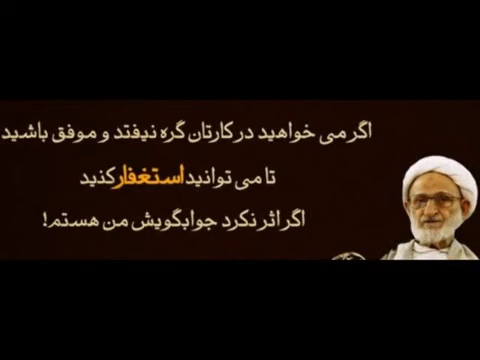 اگر می خواهید در کارتان گره نیفتد و موفق باشید
تا می توانید استغفار کنید
اگر اثر نکرد جوابگویش من هستم!